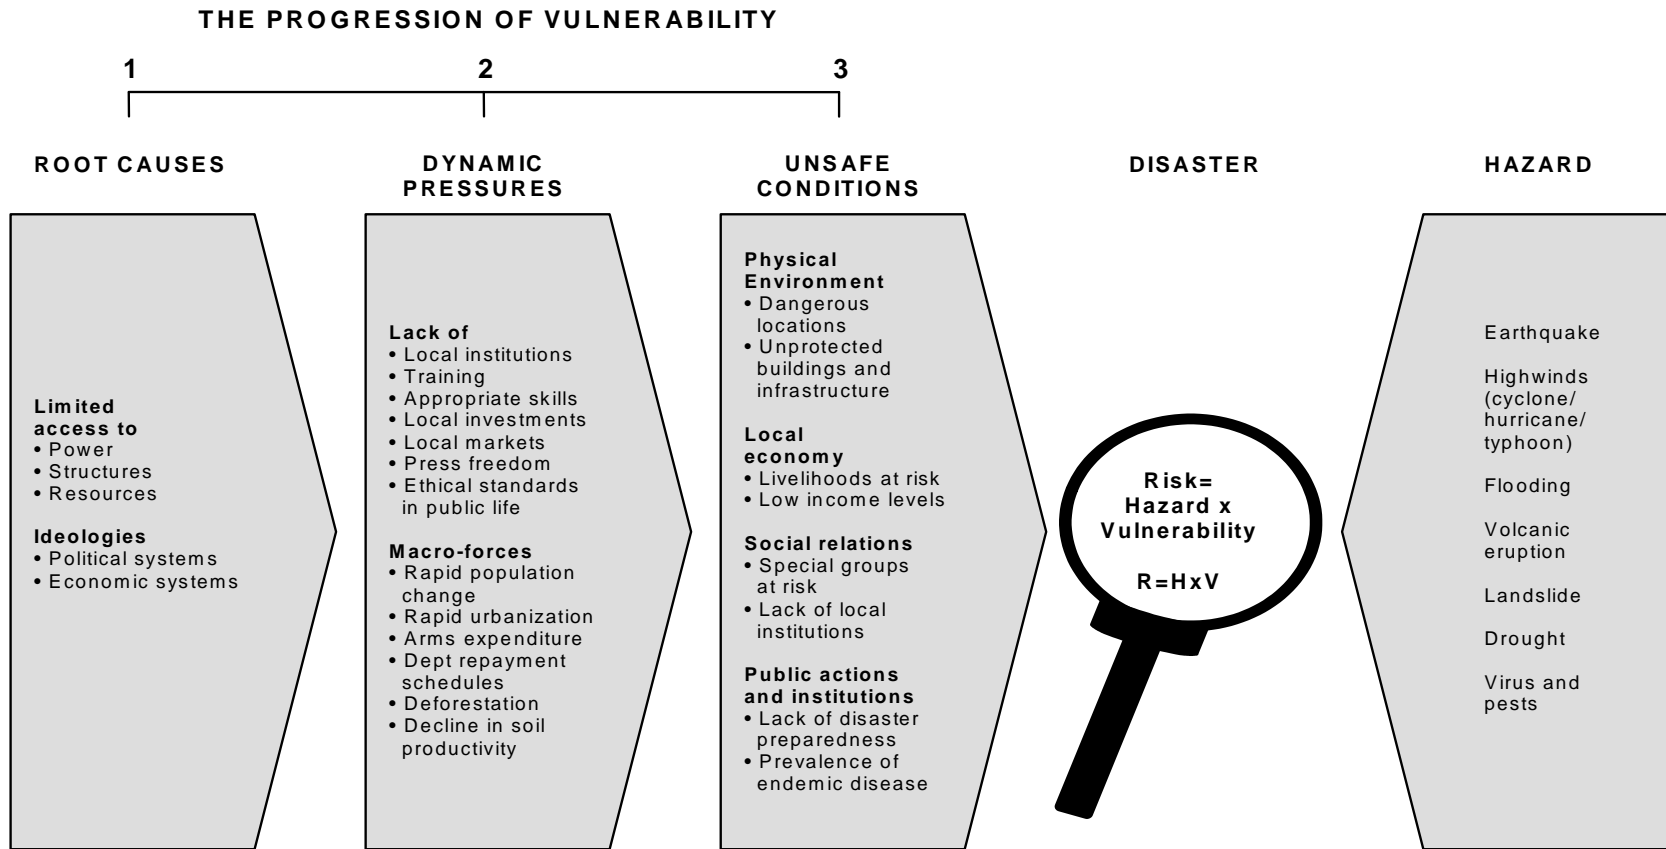 THE PROGRESSION OF VULNERABILITY
1
2
3
ROOT CAUSES
Limited
access to
• Power
• Structures
• Resources
Ideologies
• Political systems
• Economic systems
DYNAMIC
PRESSURES
Lack of
• Local institutions
• Training
• Appropriate skills
• Local investments
• Local markets
• Press freedom
• Ethical standards
in public life
Macro-forces
• Rapid population
change
• Rapid urbanization
• Arms expenditure
• Dept repayment
schedules
• Deforestation
• Decline in soil
productivity
UNSAFE
CONDITIONS
Physical
Environment
• Dangerous
locations
• Unprotected
buildings and
infrastructure
Local
economy
• Livelihoods at risk
• Low income levels
Social relations
• Special groups
at risk
• Lack of local
institutions
Public actions
and institutions
• Lack of disaster
preparedness
• Prevalence of
endemic disease
DISASTER
Risk=
Hazard x
Vulnerability
R=HxV
HAZARD
Earthquake
Highwinds
(cyclone/
hurricane/
typhoon)
Flooding
Volcanic
eruption
Landslide
Drought
Virus and
pests